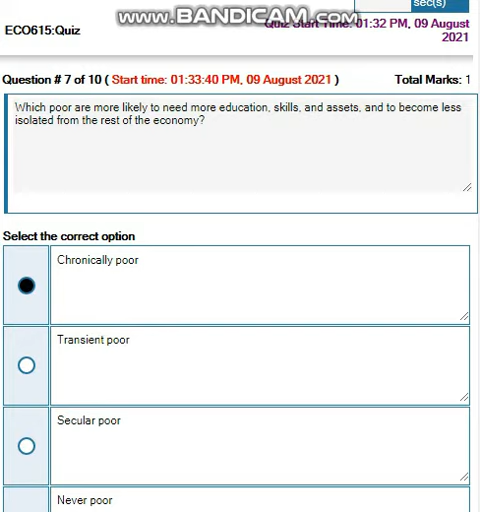 sec(s)
WWW.BANDICAM.COM
Quiz Start Time: 01:32 PM, 09 August
2021
ECO615:Quiz
Question # 7 of 10 ( Start time: 01:33:40 PM, 09 August 2021 ) Total Marks: 1
Which poor are more likely to need more education, skills, and assets, and to become less
isolated from the rest of the economy?
Select the correct option
Chronically poor
Transient poor
Secular poor
Never poor